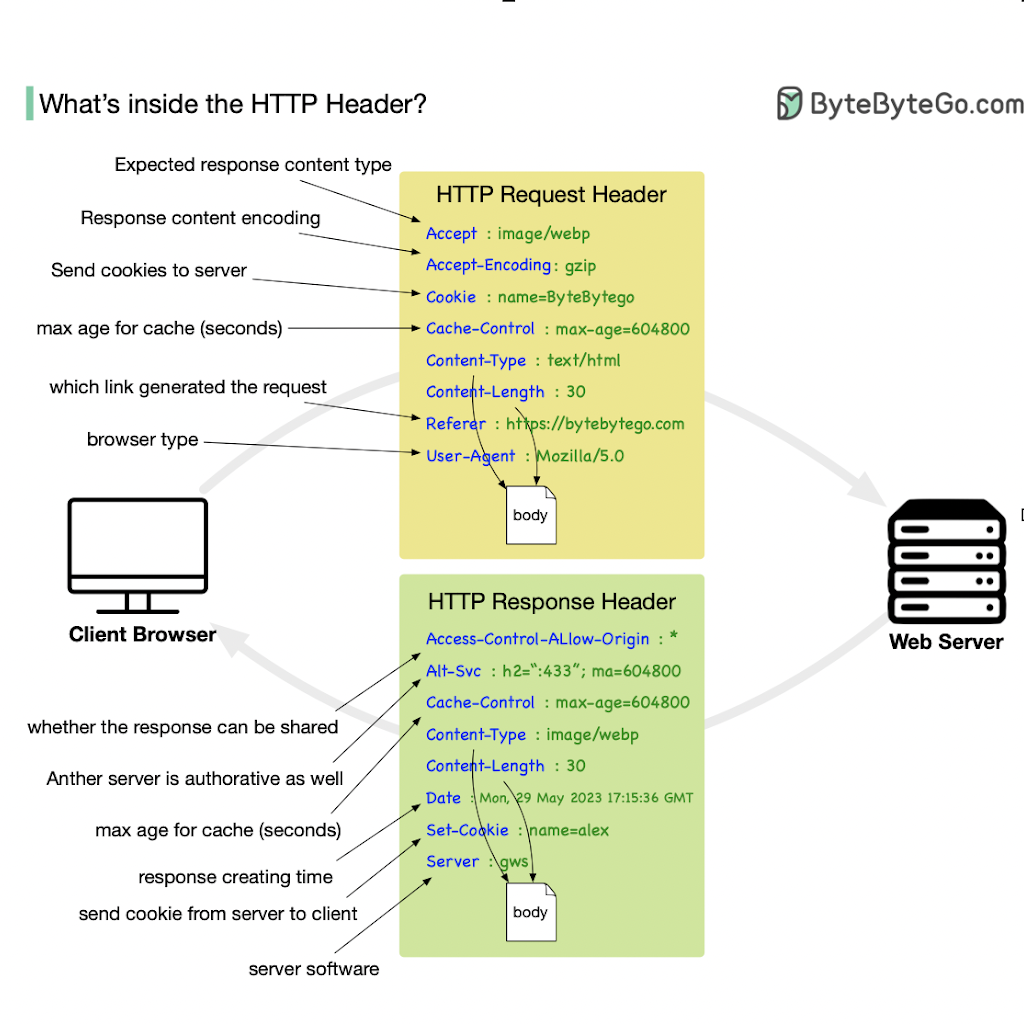 What's inside the HTTP Header?
ByteByteGo.com
Expected response content type
Response content encoding
Send cookies to server
max age for cache (seconds)
which link generated the request
browser type
HTTP Request Header
Accept : image/webp
Accept-Encoding: gzip
Cookie : name=ByteBytego
Cache-Control : max-age=604800
Content-Type : text/html
Content-Length : 30
Referer : https://bytebytego.com
User-Agent : Mozilla/5.0
body
Client Browser
Web Server
HTTP Response Header
Access-Control-ALlow-Origin : *
Alt-Svc : h2=“:433”; ma=604800
Cache-Control : max-age=604800
Content-Type : image/webp
Content-Length : 30
Date : Mon, 29 May 2023 17:15:36 GMT
Set-Cookie : name=alex
Server : gws
body
whether the response can be shared
Anther server is authorative as well
max age for cache (seconds)
response creating time
send cookie from server to client
server software